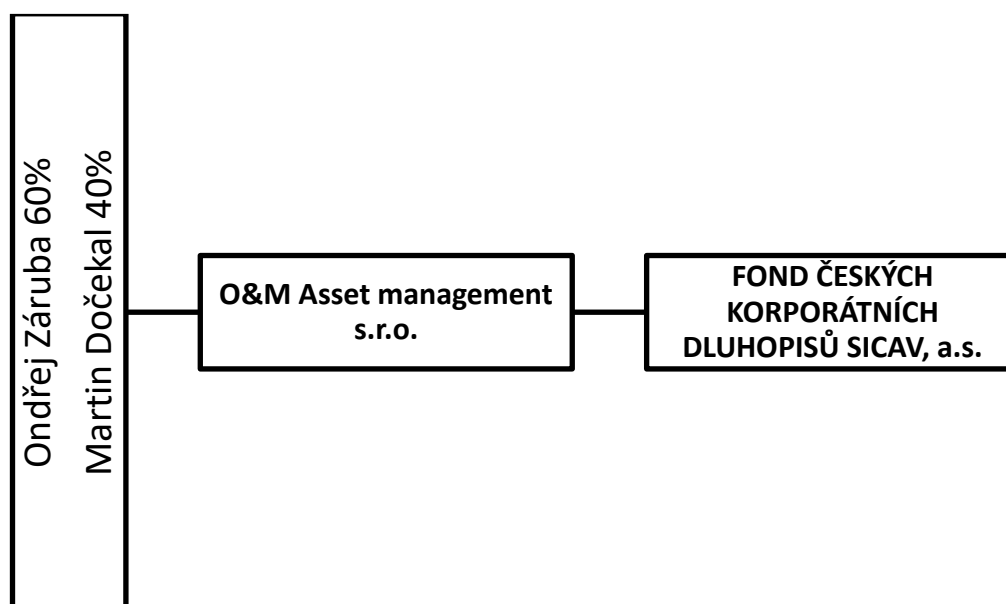 Ondřej Záruba 60%
Martin Dočekal 40%
O&M Asset management
s.r.o.
FOND ČESKÝCH
KORPORÁTNÍCH
DLUHOPISŮ SICAV, a.s.